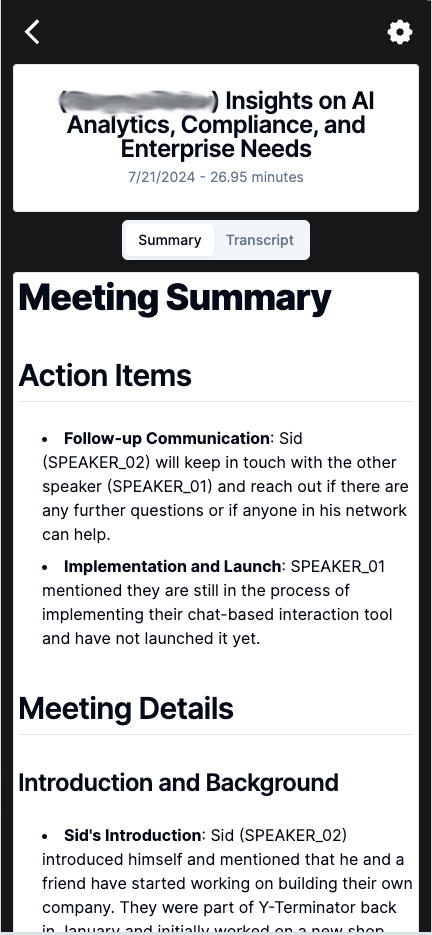 ) Insights on AI
Analytics, Compliance, and
Enterprise Needs
7/21/2024 - 26.95 minutes
Summary Transcript
Meeting Summary
Action Items
• Follow-up Communication: Sid
(SPEAKER_02) will keep in touch with the other
speaker (SPEAKER_01) and reach out if there are
any further questions or if anyone in his network
can help.
• Implementation and Launch: SPEAKER_01
mentioned they are still in the process of
implementing their chat-based interaction tool
and have not launched it yet.
Meeting Details
Introduction and Background
• Sid's Introduction: Sid (SPEAKER_02)
introduced himself and mentioned that he and a
friend have started working on building their own
company. They were part of Y-Terminator back
in January and initially worked on a new shop